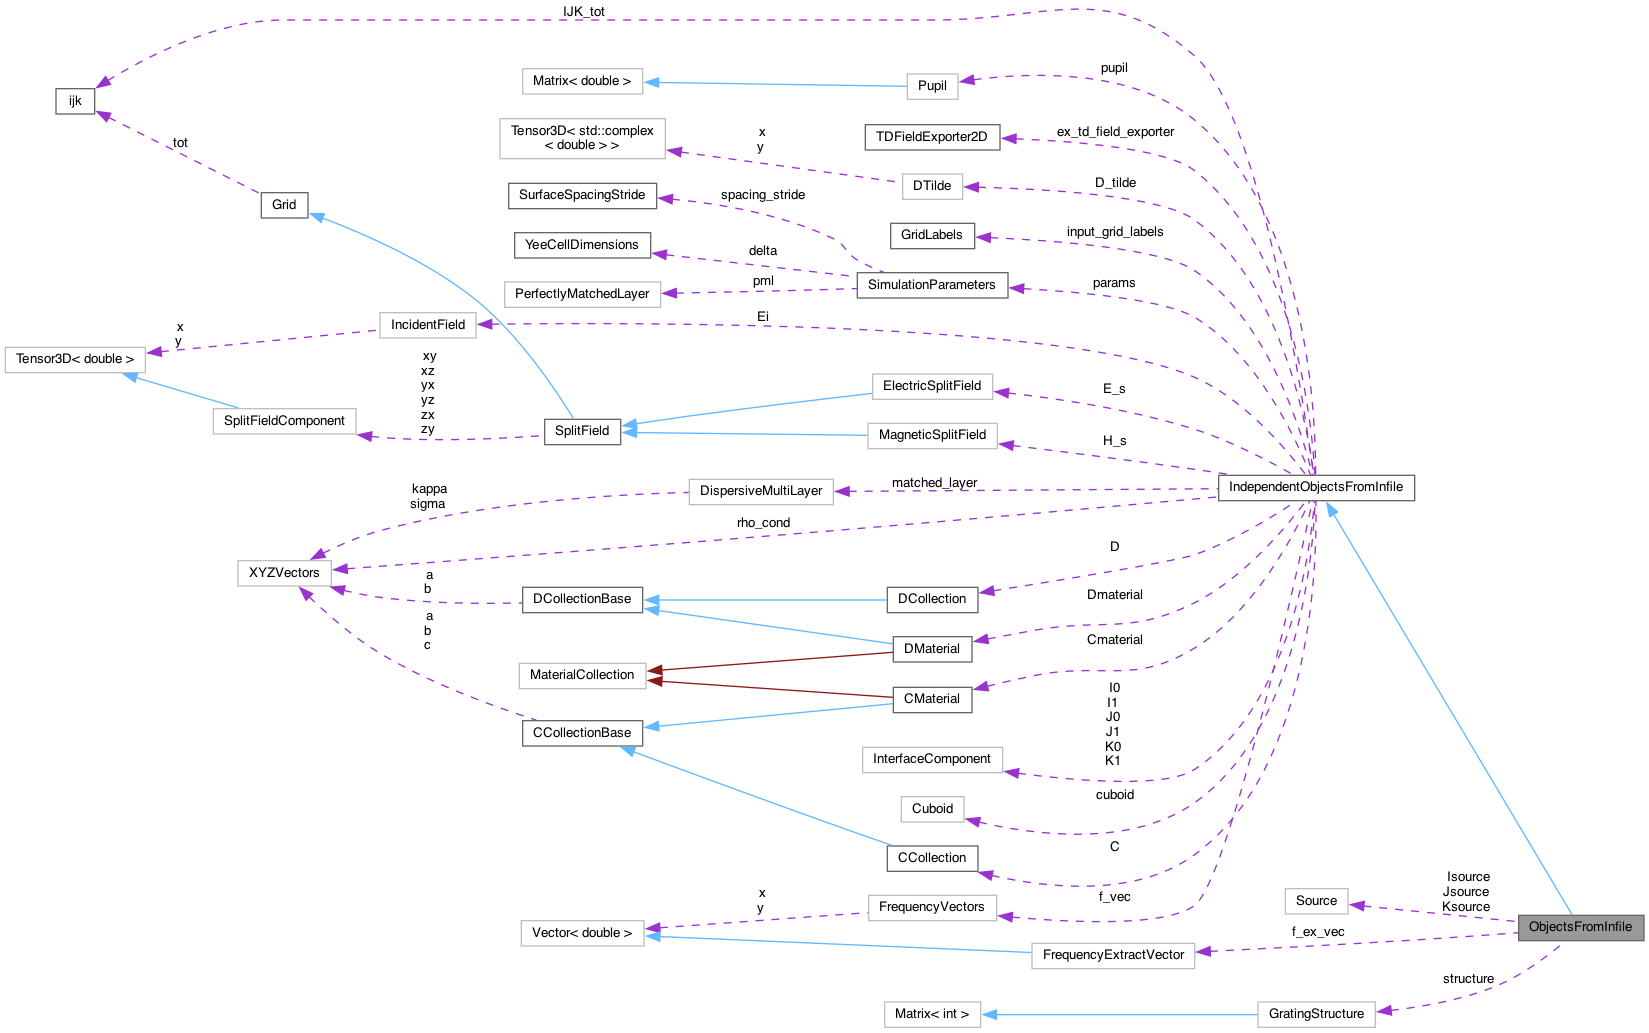 IJK_tot
Matrix< double >
Pupil
pupil
ijk
tot
Tensor3D< std::complex
< double > >
x
y
TDFieldExporter2D
ex_td_field_exporter
DTilde
D_tilde
SurfaceSpacingStride
spacing_stride
Grid
GridLabels
input_grid_labels
YeeCellDimensions
delta
SimulationParameters
params
PerfectlyMatchedLayer
pml
IncidentField
Ei
x
y
Tensor3D< double >
xy
xz
yx
yz
zx
zy
SplitFieldComponent
SplitField
ElectricSplitField
E_s
MagneticSplitField
H_s
IndependentObjectsFromInfile
kappa
sigma
DispersiveMultiLayer
matched_layer
rho_cond
XYZVectors
a
b
DCollectionBase
DCollection
D
a
b
c
DMaterial
Dmaterial
MaterialCollection
CMaterial
Cmaterial
CCollectionBase
InterfaceComponent
I0
I1
J0
J1
K0
K1
Cuboid
cuboid
CCollection
C
x
y
FrequencyVectors
f_vec
Vector< double >
FrequencyExtractVector
f_ex_vec
Source
Isource
Jsource
Ksource
ObjectsFromInfile
structure
Matrix< int >
GratingStructure